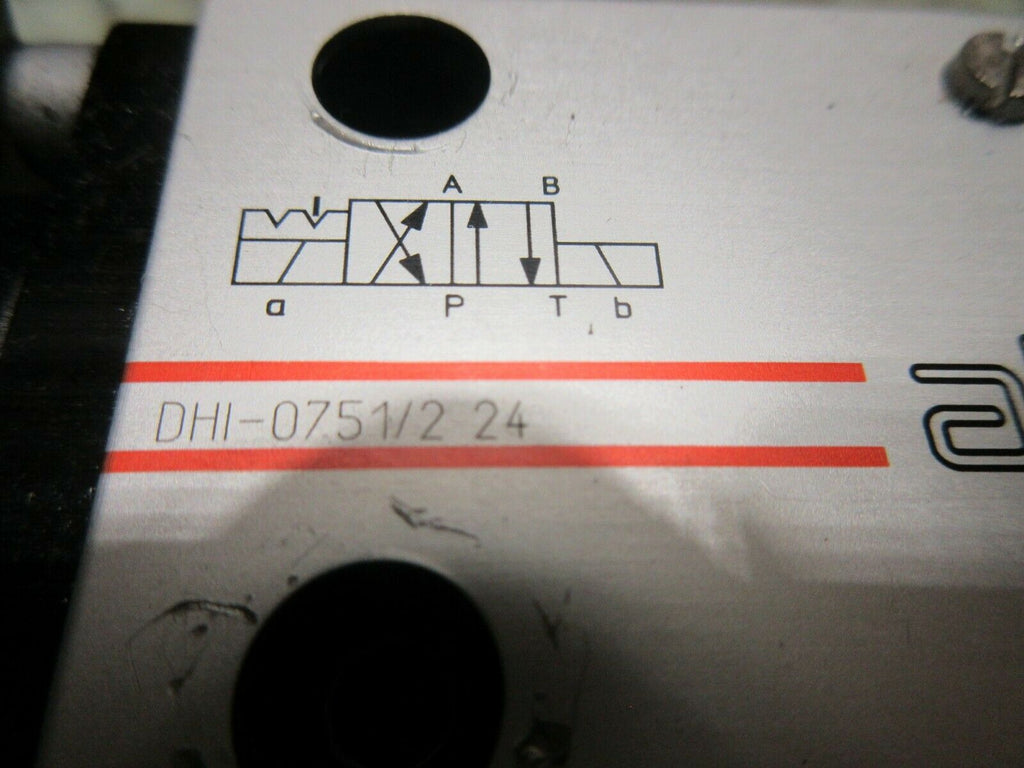 A B
a P T b
DHI-0751/2 24
a